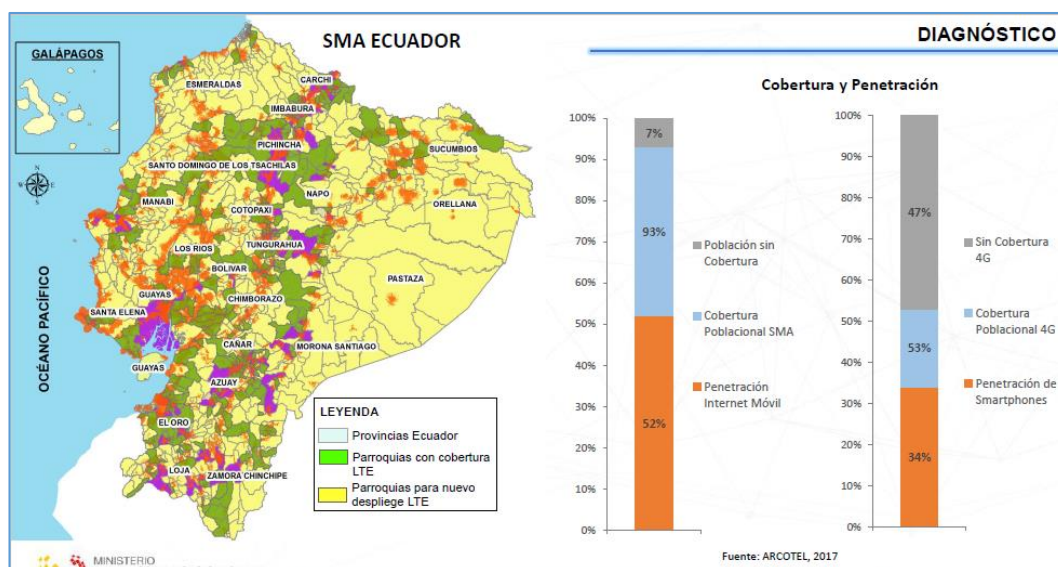 SMA ECUADOR
GALÁPAGOS
OCÉANO PACÍFICO
ESMERALDAS
CARCHI
IMBABURA
PICHINCHA
SUCUMBIOS
SANTO DOMINGO DE LOS TSACHILAS
NAPO
MANABI
ORELLANA
COTOPAXI
LOS RIOS
TUNGURAHUA
BOLIVAR
PASTAZA
GUAYAS
CHIMBORAZO
SANTA ELENA
CAÑAR
MORONA SANTIAGO
GUAYAS
AZUAY
EL ORO
LOJA
ZAMORA CHINCHIPE
N
W
E
S
LEYENDA
Provincias Ecuador
Parroquias con cobertura
LTE
Parroquias para nuevo
despliege LTE
MINISTERIO
DIAGNÓSTICO
Cobertura y Penetración
100%
90%
80%
70%
60%
50%
40%
30%
20%
10%
0%
7%
93%
52%
Población sin
Cobertura
Cobertura
Poblacional SMA
Penetración
Internet Móvil
100%
90%
80%
70%
60%
50%
40%
30%
20%
10%
0%
47%
53%
34%
Sin Cobertura
4G
Cobertura
Poblacional 4G
Penetración de
Smartphones
Fuente: ARCOTEL, 2017